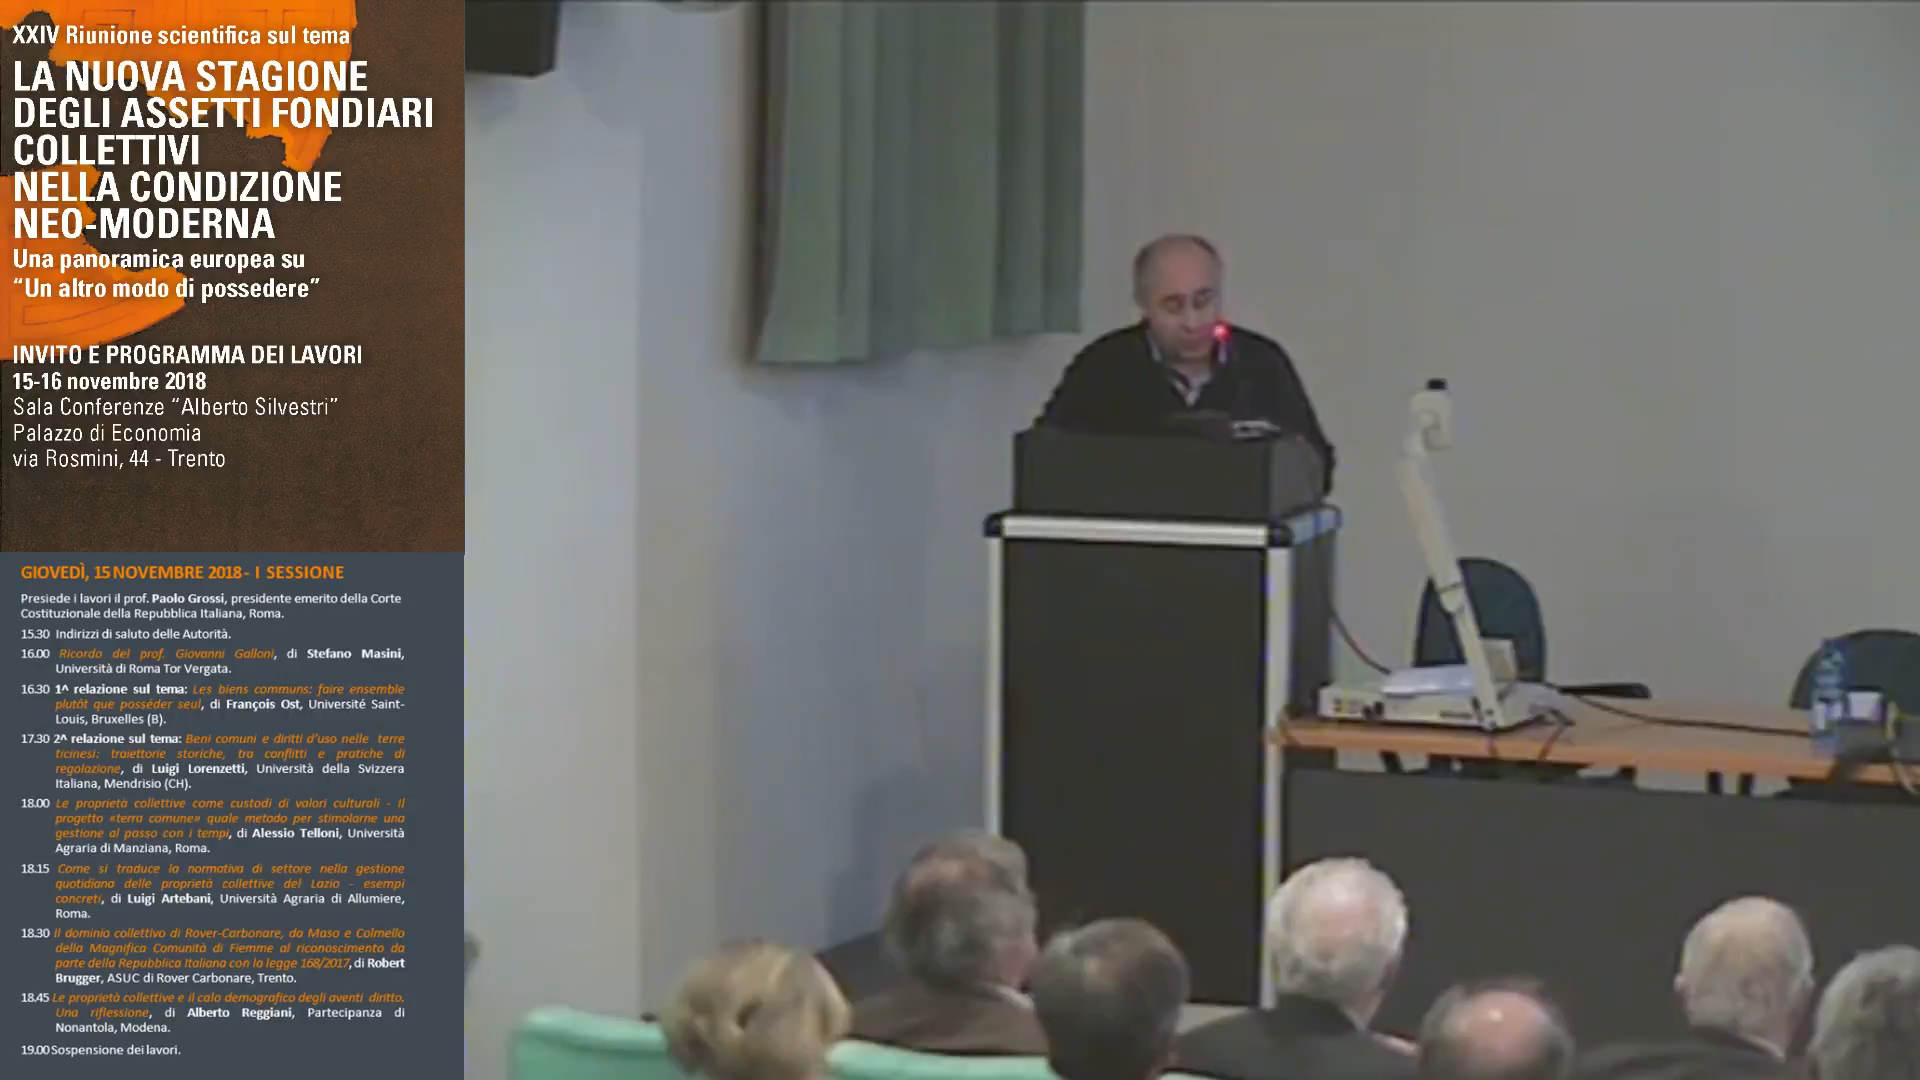 XXIV Riunione scientifica sul tema
LA NUOVA STAGIONE
DEGLI ASSETTI FONDIARI
COLLETTIVI
NELLA CONDIZIONE
NEO-MODERNA
Una panoramica europea su
“Un altro modo di possedere”
INVITO E PROGRAMMA DEI LAVORI
15-16 novembre 2018
Sala Conferenze “Alberto Silvestri”
Palazzo di Economia
via Rosmini, 44 - Trento
GIOVEDÌ, 15 NOVEMBRE 2018 - I SESSIONE
Presiede i lavori il prof. Paolo Grossi, presidente emerito della Corte
Costituzionale della Repubblica Italiana, Roma.
15.30 Indirizzi di saluto delle Autorità.
16.00 Ricordo del prof. Giovanni Galloni, di Stefano Masini,
Università di Roma Tor Vergata.
16.30 1^ relazione sul tema: Les biens communs: faire ensemble
plutôt que posséder seul, di François Ost, Université Saint-
Louis, Bruxelles (B).
17.30 2^ relazione sul tema: Beni comuni e diritti d’uso nelle terre
ticinesi: traiettorie storiche, tra conflitti e pratiche di
regolazione, di Luigi Lorenzetti, Università della Svizzera
Italiana, Mendrisio (CH).
18.00 Le proprietà collettive come custodi di valori culturali - Il
progetto «terra comune» quale metodo per stimolarne una
gestione al passo con i tempi, di Alessio Telloni, Università
Agraria di Manziana, Roma.
18.15 Come si traduce la normativa di settore nella gestione
quotidiana delle proprietà collettive del Lazio - esempi
concreti, di Luigi Artebani, Università Agraria di Allumiere,
Roma.
18.30 Il dominio collettivo di Rover-Carbonare, da Maso e Colmello
della Magnifica Comunità di Fiemme al riconoscimento da
parte della Repubblica Italiana con la legge 168/2017, di Robert
Brugger, ASUC di Rover Carbonare, Trento.
18.45 Le proprietà collettive e il calo demografico degli aventi diritto.
Una riflessione, di Alberto Reggiani, Partecipanza di
Nonantola, Modena.
19.00 Sospensione dei lavori.